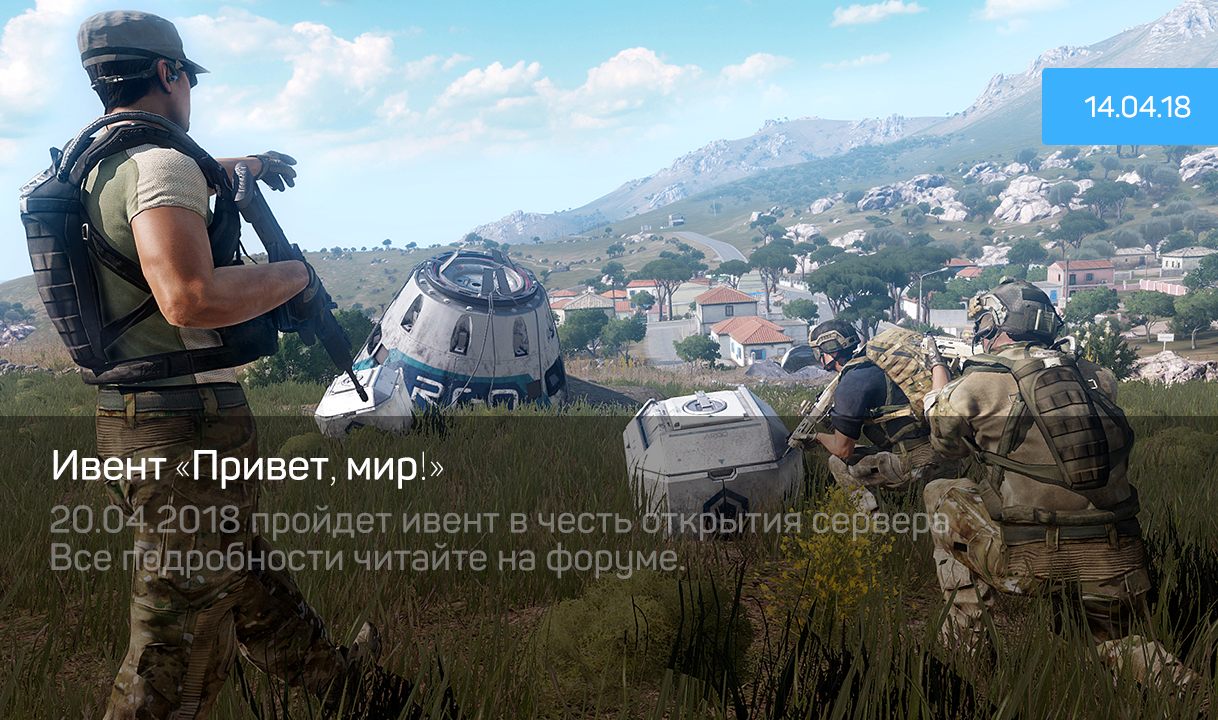 14.04.18
Ивент «Привет, мир!»
20.04.2018 пройдет ивент в честь открытия сервера
Все подробности читайте на форуме.